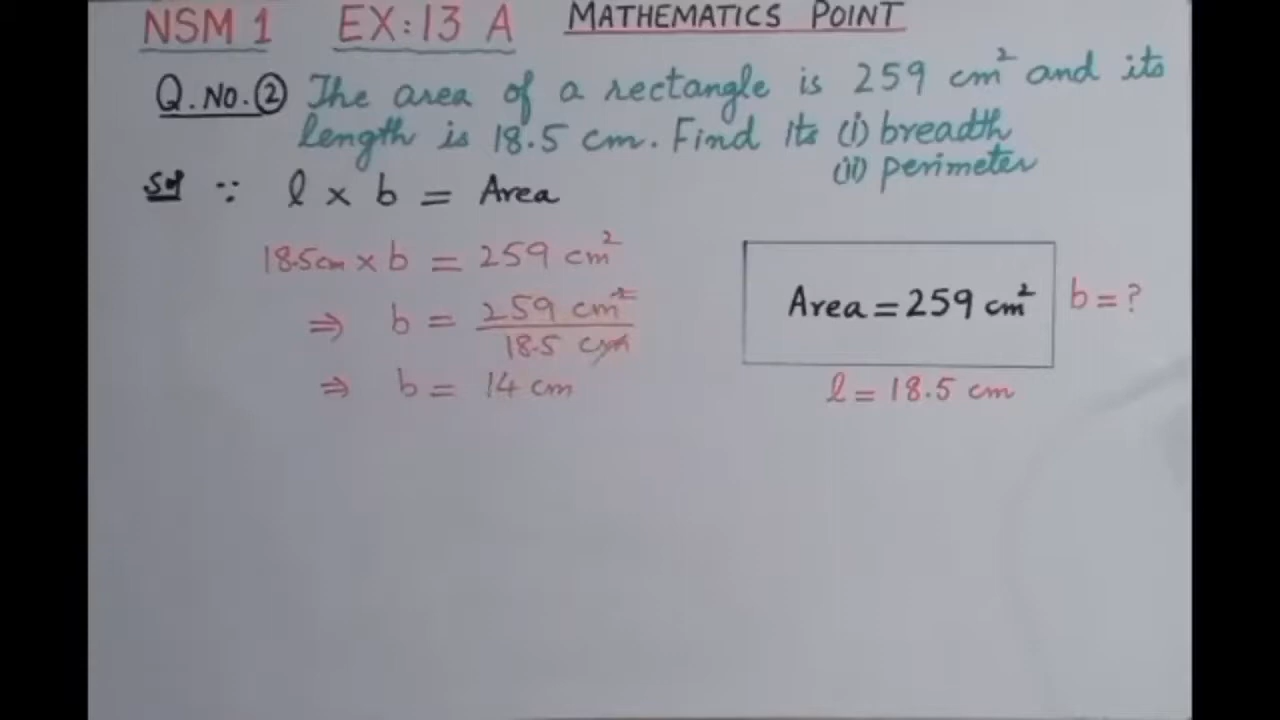 NSM 1 EX:13 A MATHEMATICS POINT
Q.NO.② The area of a rectangle is 259 cm² and its
length is 18.5 cm. Find its (i) breadth
(ii) perimeter
Sol ∵ l × b = Area
18.5cm × b = 259 cm²
⇒ b = 259 cm²
18.5 cm
⇒ b = 14 cm
Area = 259 cm²
b = ?
l = 18.5 cm